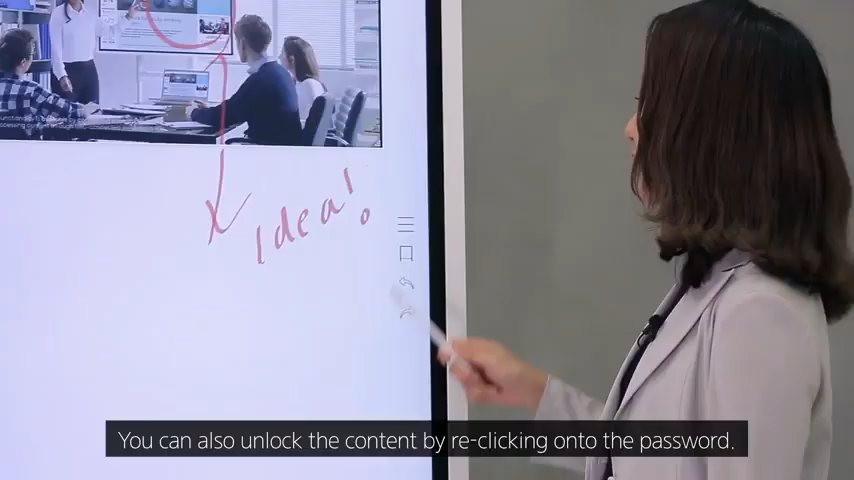 Idea!
You can also unlock the content by re-clicking onto the password.